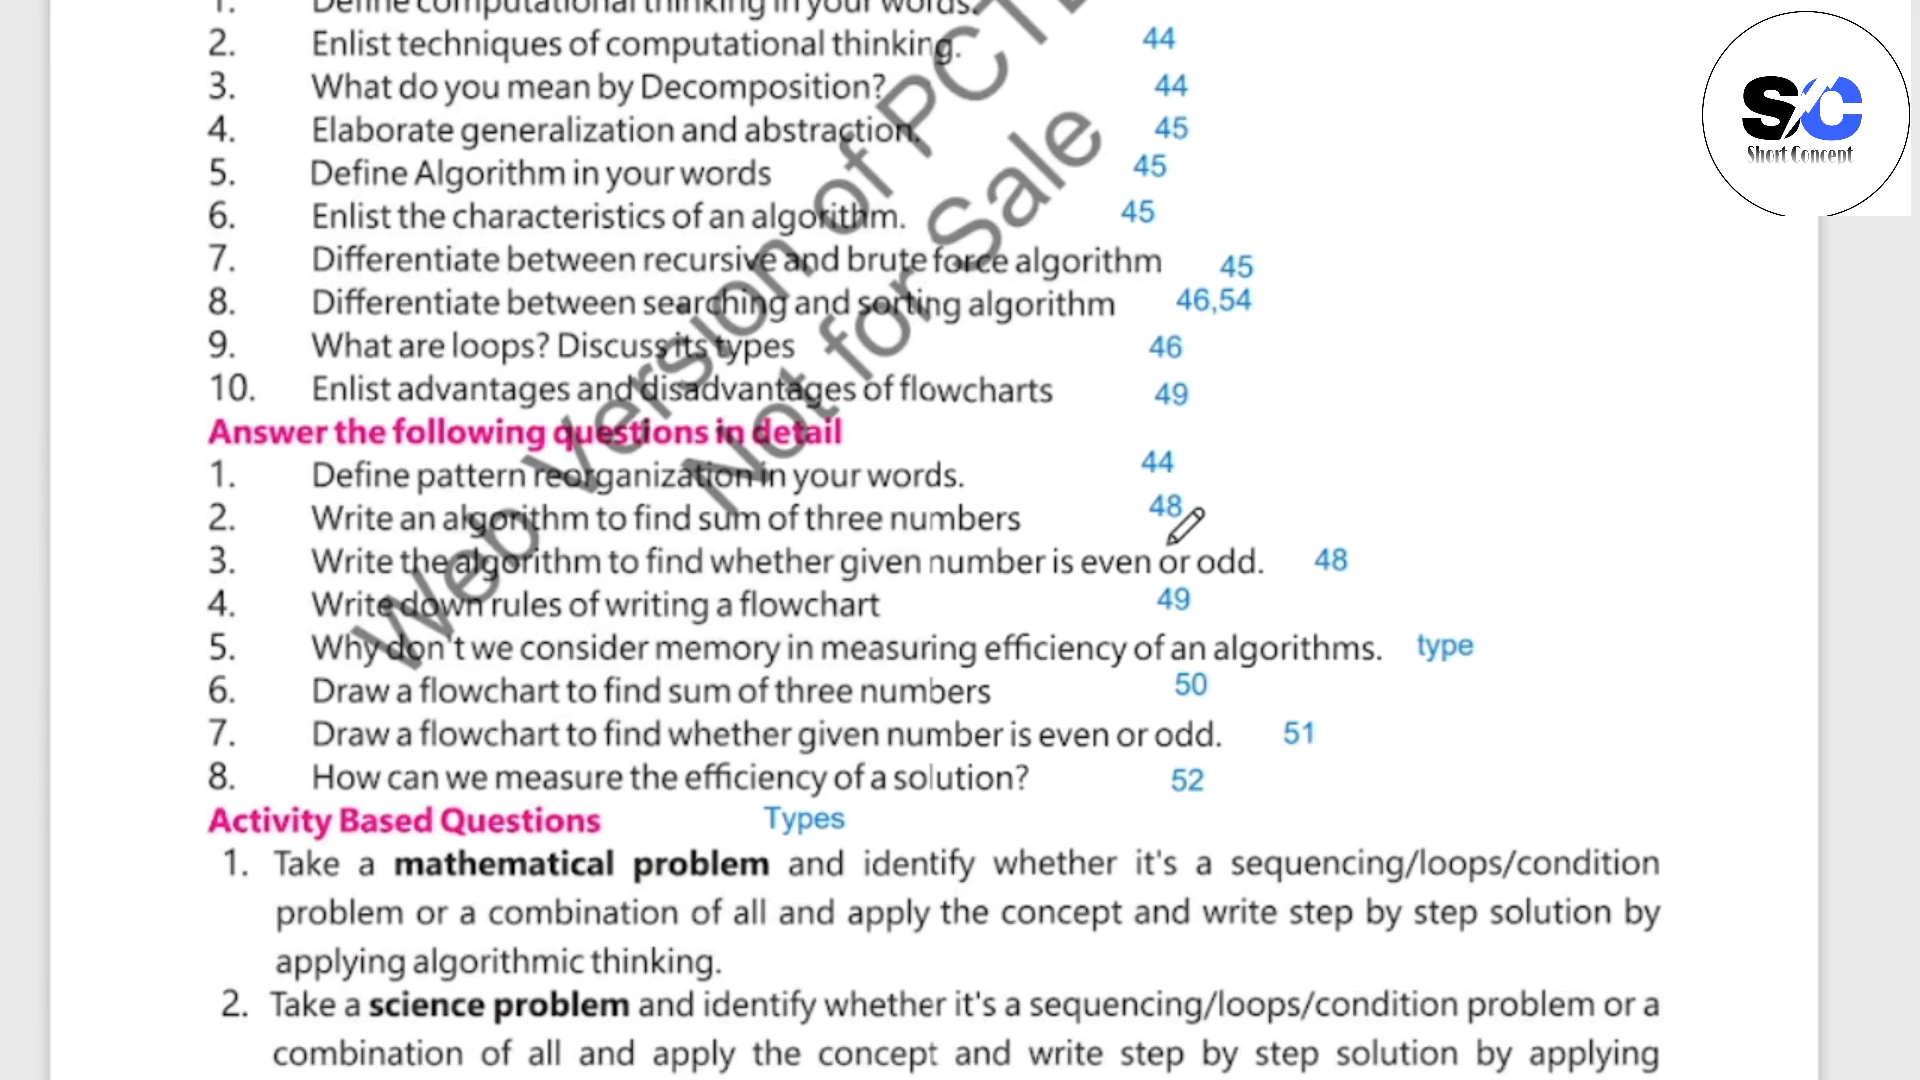 1. Define computational thinking in your words.
2. Enlist techniques of computational thinking. 44
3. What do you mean by Decomposition? 44
4. Elaborate generalization and abstraction. 45
5. Define Algorithm in your words 45
6. Enlist the characteristics of an algorithm. 45
7. Differentiate between recursive and brute force algorithm 45
8. Differentiate between searching and sorting algorithm 46,54
9. What are loops? Discuss its types 46
10. Enlist advantages and disadvantages of flowcharts 49
Answer the following questions in detail
1. Define pattern reorganization in your words. 44
2. Write an algorithm to find sum of three numbers 48
3. Write the algorithm to find whether given number is even or odd. 48
4. Write down rules of writing a flowchart 49
5. Why don't we consider memory in measuring efficiency of an algorithms. type
6. Draw a flowchart to find sum of three numbers 50
7. Draw a flowchart to find whether given number is even or odd. 51
8. How can we measure the efficiency of a solution? 52
Activity Based Questions Types
1. Take a mathematical problem and identify whether it's a sequencing/loops/condition
problem or a combination of all and apply the concept and write step by step solution by
applying algorithmic thinking.
2. Take a science problem and identify whether it's a sequencing/loops/condition problem or a
combination of all and apply the concept and write step by step solution by applying
Web Version of PCT
Not for Sale
SC
Short Concept